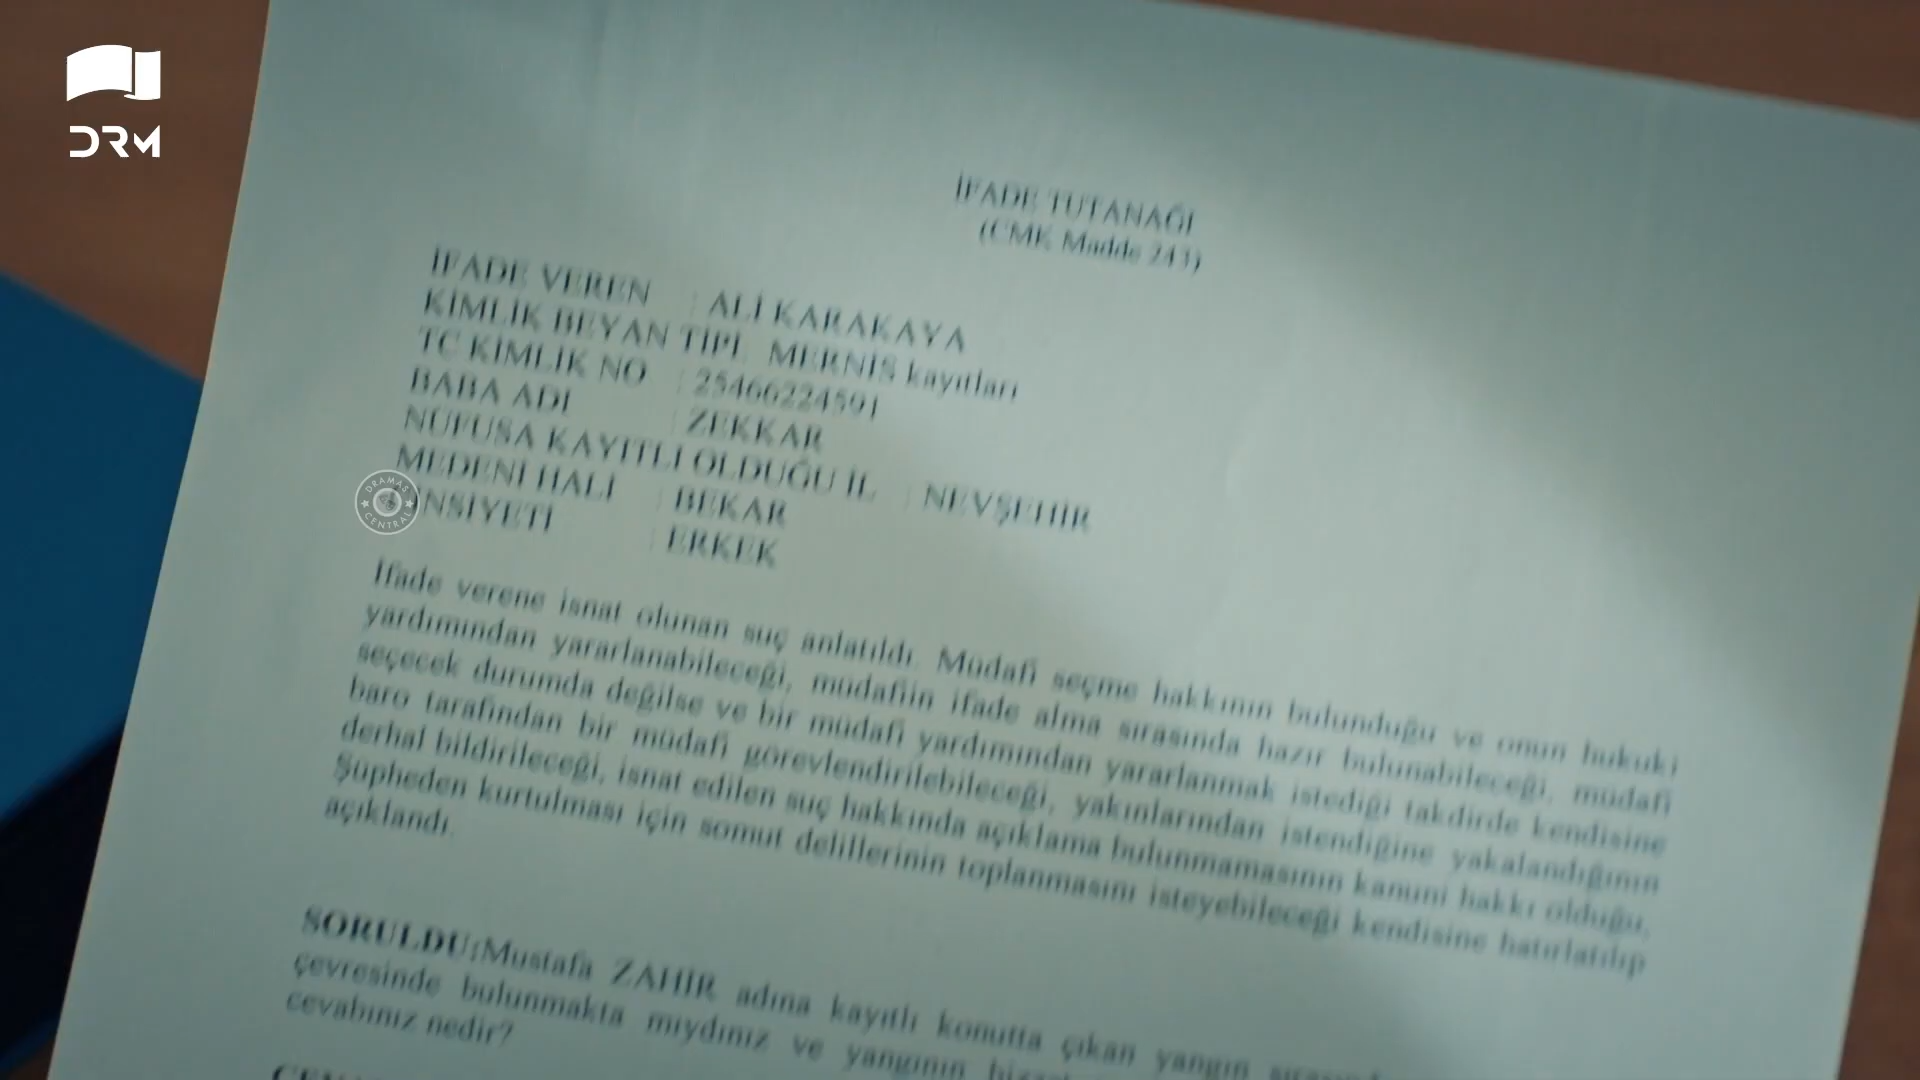 DRM
İFADE TUTANAĞI
(CMK Madde 243)
İFADE VEREN : ALİ KARAKAYA
KİMLİK BEYAN TİPİ : MERNİS kayıtları
TC KİMLİK NO : 25466224591
BABA ADI : ZEKKAR
NÜFUSA KAYITLI OLDUĞU İL : NEVŞEHİR
MEDENİ HALİ : BEKAR
İNSİYETİ : ERKEK
DRAMAS CENTRAL
İfade verene isnat olunan suç anlatıldı. Müdafi seçme hakkının bulunduğu ve onun hukuki
yardımından yararlanabileceği, müdafiin ifade alma sırasında hazır bulunabileceği, müdafi
seçecek durumda değilse ve bir müdafi yardımından yararlanmak istediği takdirde kendisine
baro tarafından bir müdafi görevlendirilebileceği, yakınlarından istendiğine yakalandığının
derhal bildirileceği, isnat edilen suç hakkında açıklama bulunmamasının kanuni hakkı olduğu,
Şüpheden kurtulması için somut delillerinin toplanmasını isteyebileceği kendisine hatırlatılıp
açıklandı.
SORULDU:Mustafa ZAHİR adına kayıtlı konutta çıkan yangın
çevresinde bulunmakta mıydınız ve yangının
cevabınız nedir?